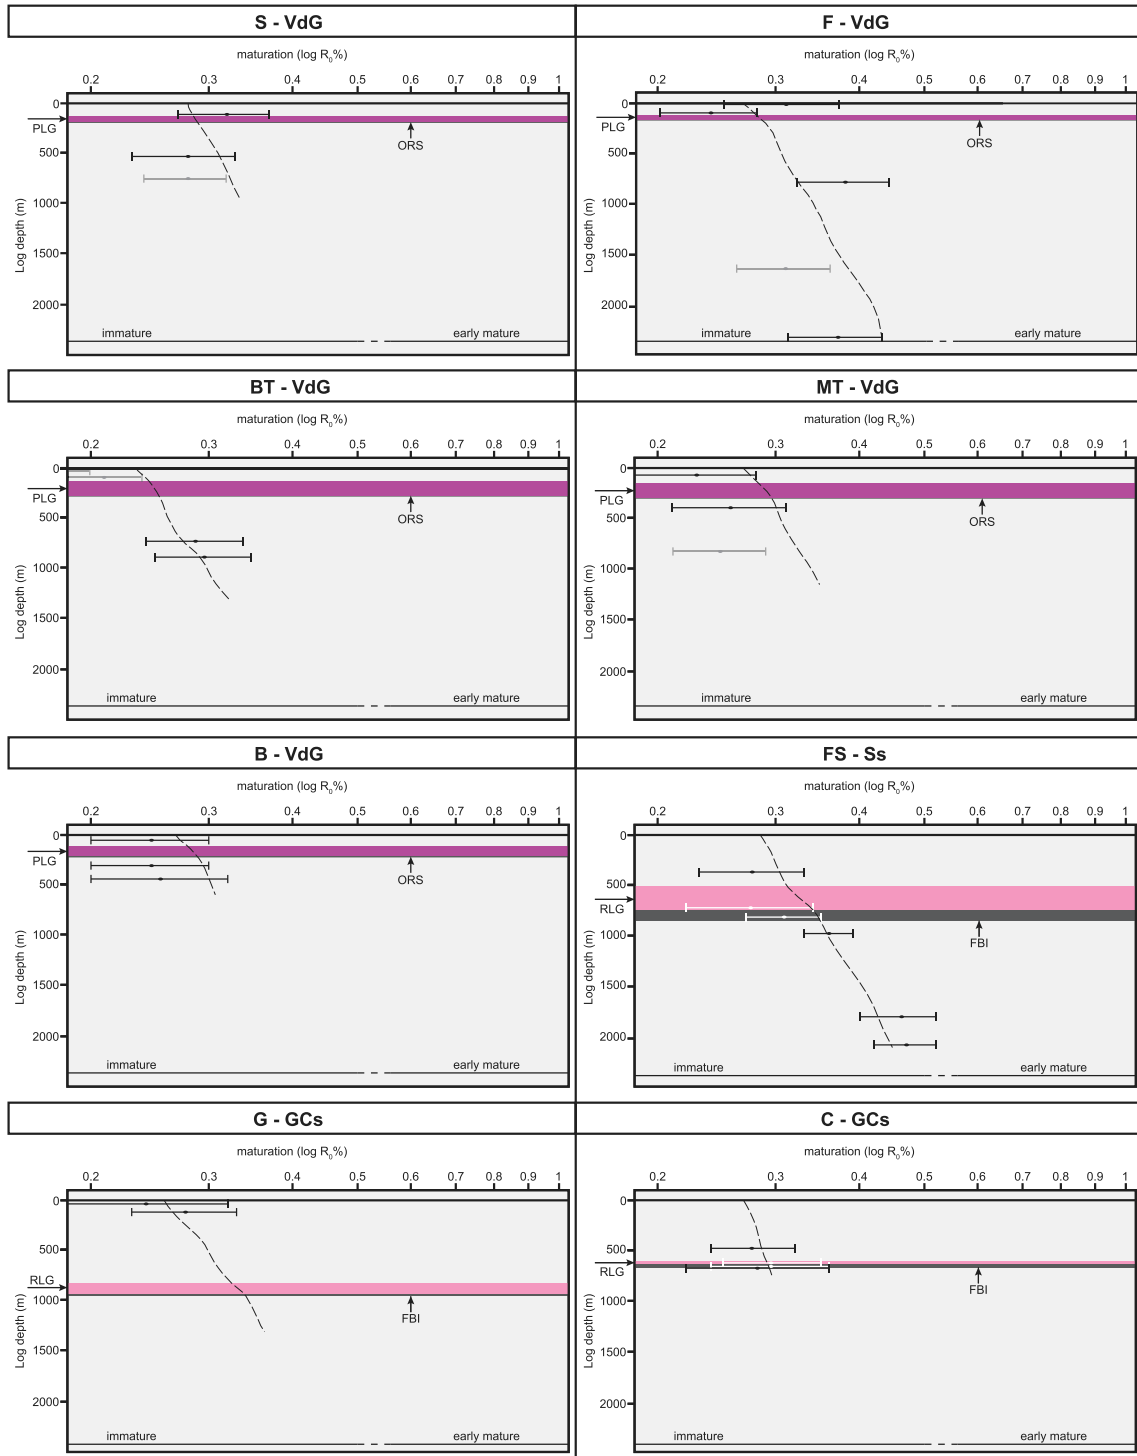 S - VdG
maturation (log R0%)
0.2 0.3 0.4 0.5 0.6 0.7 0.8 0.9 1
0
PLG
ORS
500
1000
1500
2000
Log depth (m)
immature early mature
F - VdG
maturation (log R0%)
0.2 0.3 0.4 0.5 0.6 0.7 0.8 0.9 1
0
PLG
ORS
500
1000
1500
2000
Log depth (m)
immature early mature
BT - VdG
maturation (log R0%)
0.2 0.3 0.4 0.5 0.6 0.7 0.8 0.9 1
0
PLG
ORS
500
1000
1500
2000
Log depth (m)
immature early mature
MT - VdG
maturation (log R0%)
0.2 0.3 0.4 0.5 0.6 0.7 0.8 0.9 1
0
PLG
ORS
500
1000
1500
2000
Log depth (m)
immature early mature
B - VdG
maturation (log R0%)
0.2 0.3 0.4 0.5 0.6 0.7 0.8 0.9 1
0
PLG
ORS
500
1000
1500
2000
Log depth (m)
immature early mature
FS - Ss
maturation (log R0%)
0.2 0.3 0.4 0.5 0.6 0.7 0.8 0.9 1
0
500
RLG
FBI
1000
1500
2000
Log depth (m)
immature early mature
G - GCs
maturation (log R0%)
0.2 0.3 0.4 0.5 0.6 0.7 0.8 0.9 1
0
500
RLG
1000
FBI
1500
2000
Log depth (m)
immature early mature
C - GCs
maturation (log R0%)
0.2 0.3 0.4 0.5 0.6 0.7 0.8 0.9 1
0
500
RLG
FBI
1000
1500
2000
Log depth (m)
immature early mature